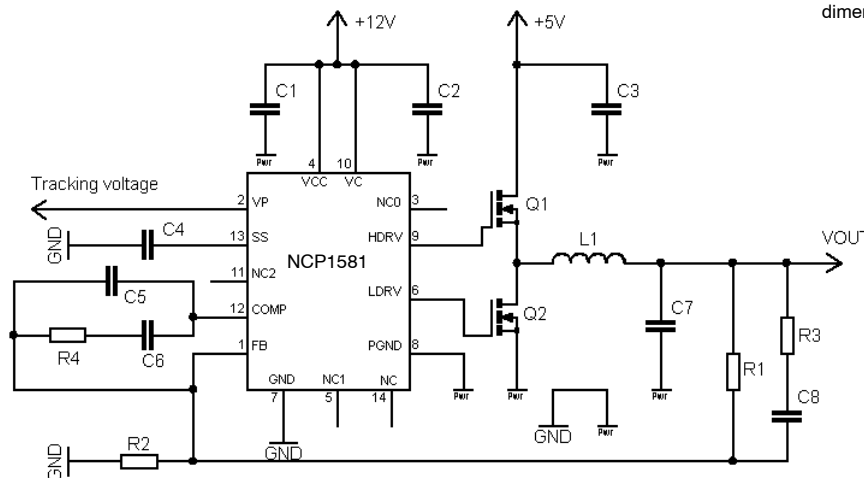 dimer
+12V
+5V
C1
C2
C3
Pwr
Pwr
Pwr
4
10
VCC
VC
Tracking voltage
2
VP
NC0
3
Q1
GND
C4
13
SS
HDRV
9
L1
VOUT
NCP1581
11
NC2
C5
LDRV
6
12
COMP
Q2
C7
R3
R4
C6
1
FB
PGND
8
R1
GND
NC1
NC
7
5
14
Pwr
Pwr
Pwr
C8
GND
Pwr
GND
R2
GND